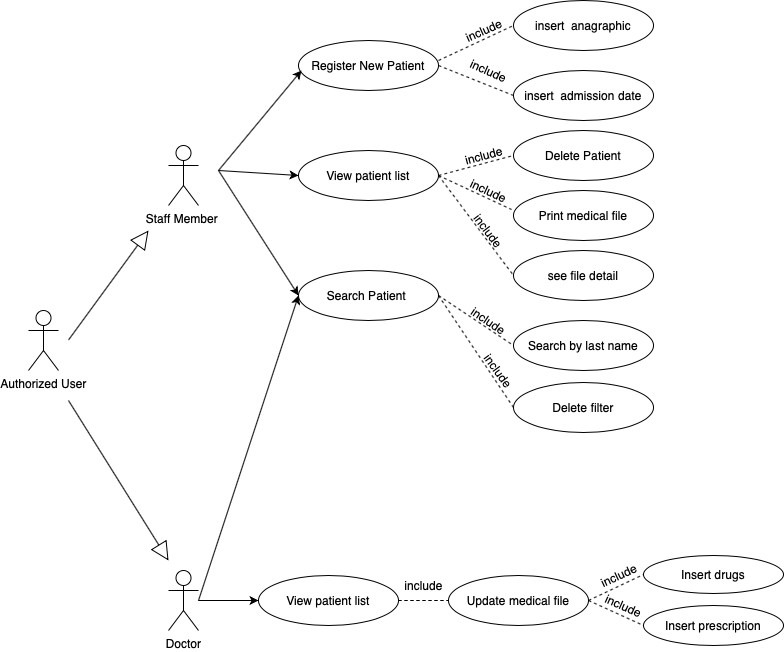 insert  anagraphic
include
Register New Patient
include
insert  admission date
Staff Member
View patient list
include
Delete Patient
include
Print medical file
include
see file detail
Search Patient
include
Search by last name
include
Delete filter
Authorized User
Doctor
View patient list
include
Update medical file
include
Insert drugs
include
Insert prescription